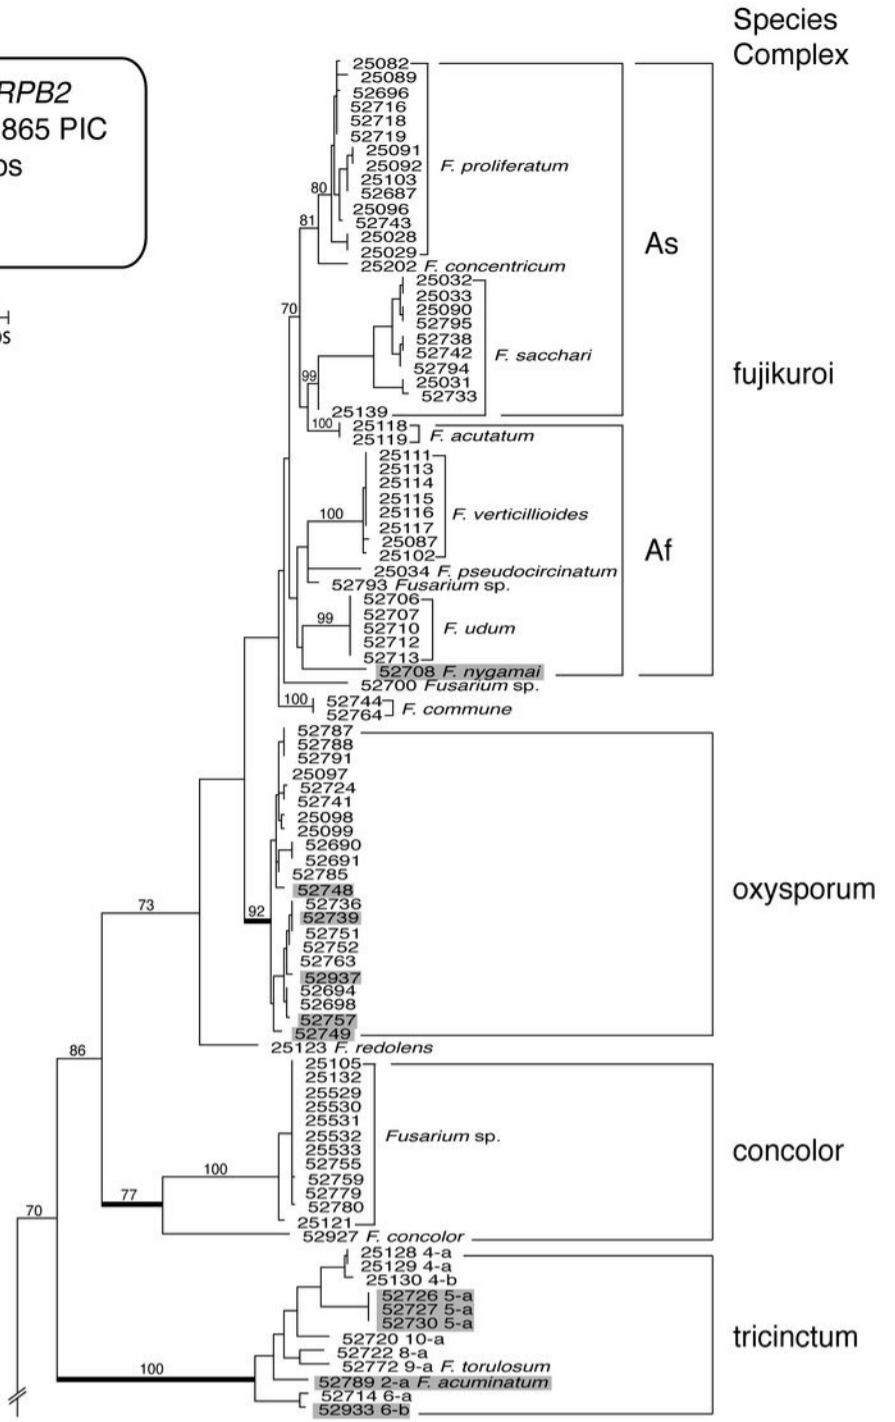 Species
Complex
RPB2
865 PIC
os
os
25082
25089
52696
52716
52718
52719
25091
25092
25103
52687
25096
52743
25028
25029
F. proliferatum
80
81
25202 F. concentricum
As
25032
25033
25090
52795
52738
52742
52794
25031
52733
F. sacchari
70
99
25139
fujikuroi
100
25118
25119
F. acutatum
25111
25113
25114
25115
25116
25117
25087
25102
F. verticillioides
100
Af
25034 F. pseudocircinatum
52793 Fusarium sp.
52706
52707
52710
52712
52713
F. udum
99
52708 F. nygamai
52700 Fusarium sp.
100
52744
52764
F. commune
52787
52788
52791
25097
52724
52741
25098
25099
52690
52691
52785
52748
52736
52739
52751
52752
52763
52937
52694
52698
52757
52749
oxysporum
73
92
25123 F. redolens
86
25105
25132
25529
25530
25531
25532
25533
52755
52759
52779
52780
25121
Fusarium sp.
100
77
concolor
52927 F. concolor
70
25128 4-a
25129 4-a
25130 4-b
52726 5-a
52727 5-a
52730 5-a
52720 10-a
52722 8-a
52772 9-a F. torulosum
52789 2-a F. acuminatum
52714 6-a
52933 6-b
100
tricinctum